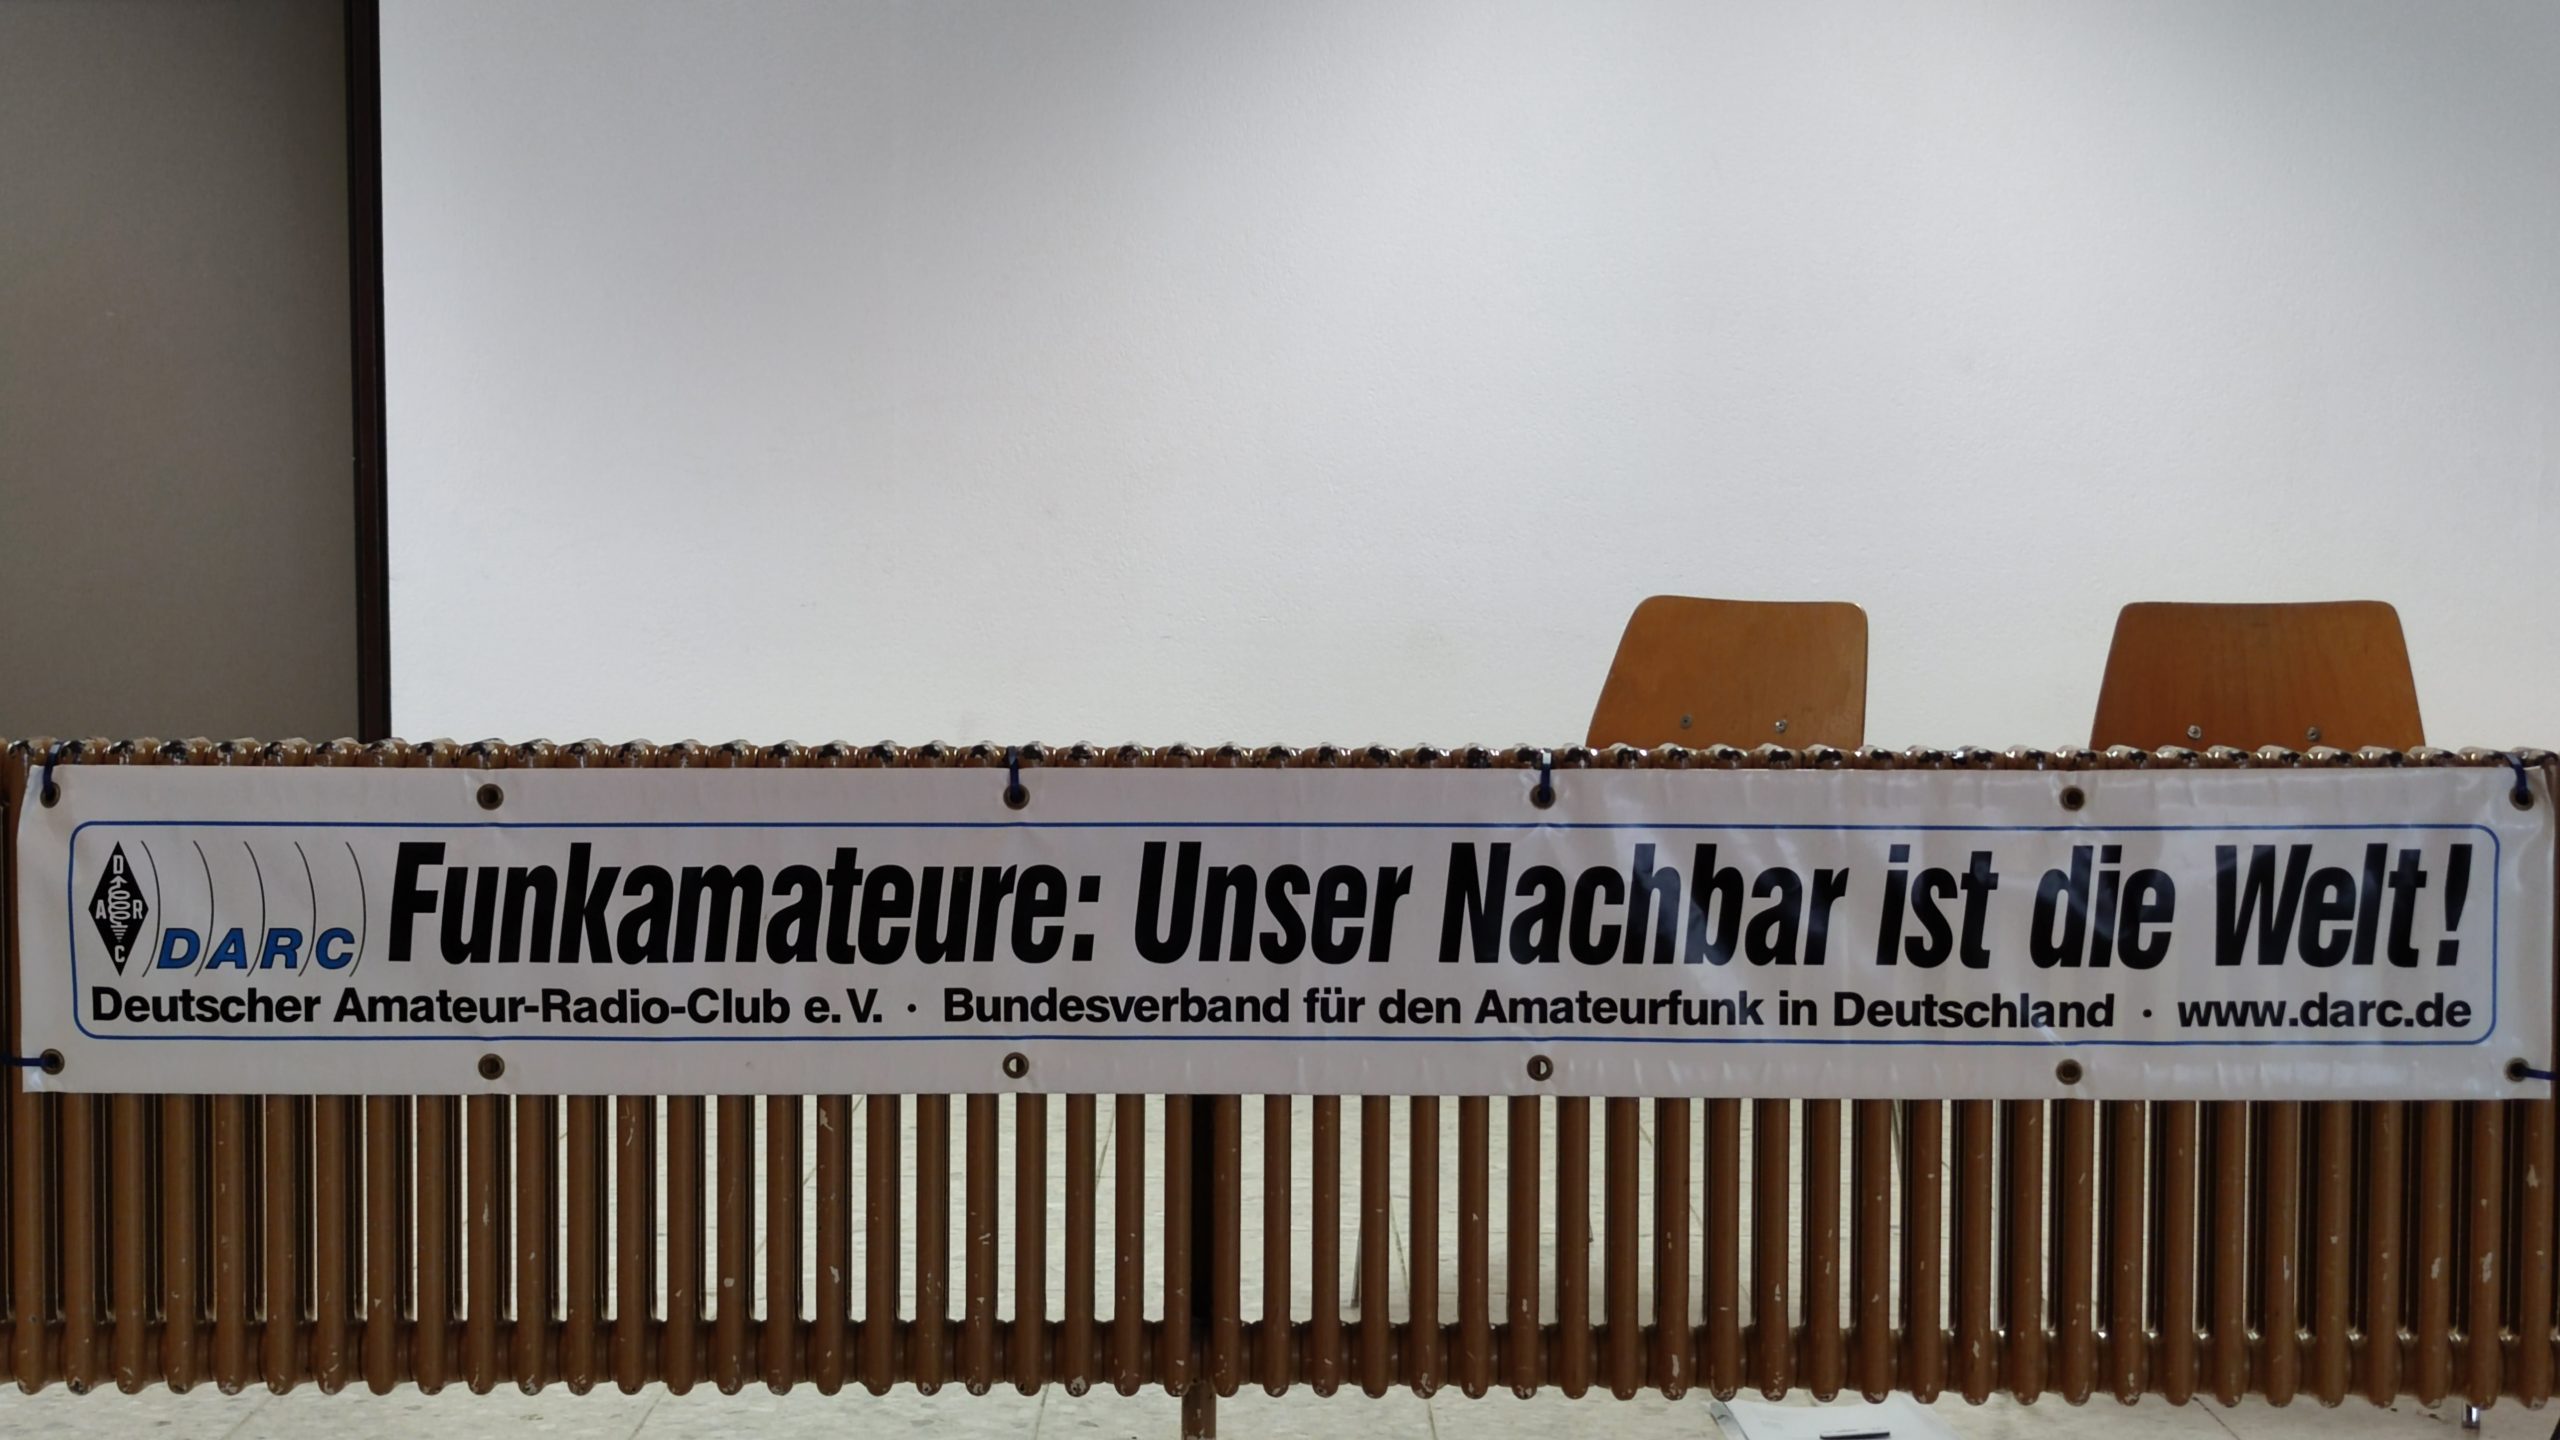 D
A R
C
DARC
Funkamateure: Unser Nachbar ist die Welt!
Deutscher Amateur-Radio-Club e.V. · Bundesverband für den Amateurfunk in Deutschland · www.darc.de